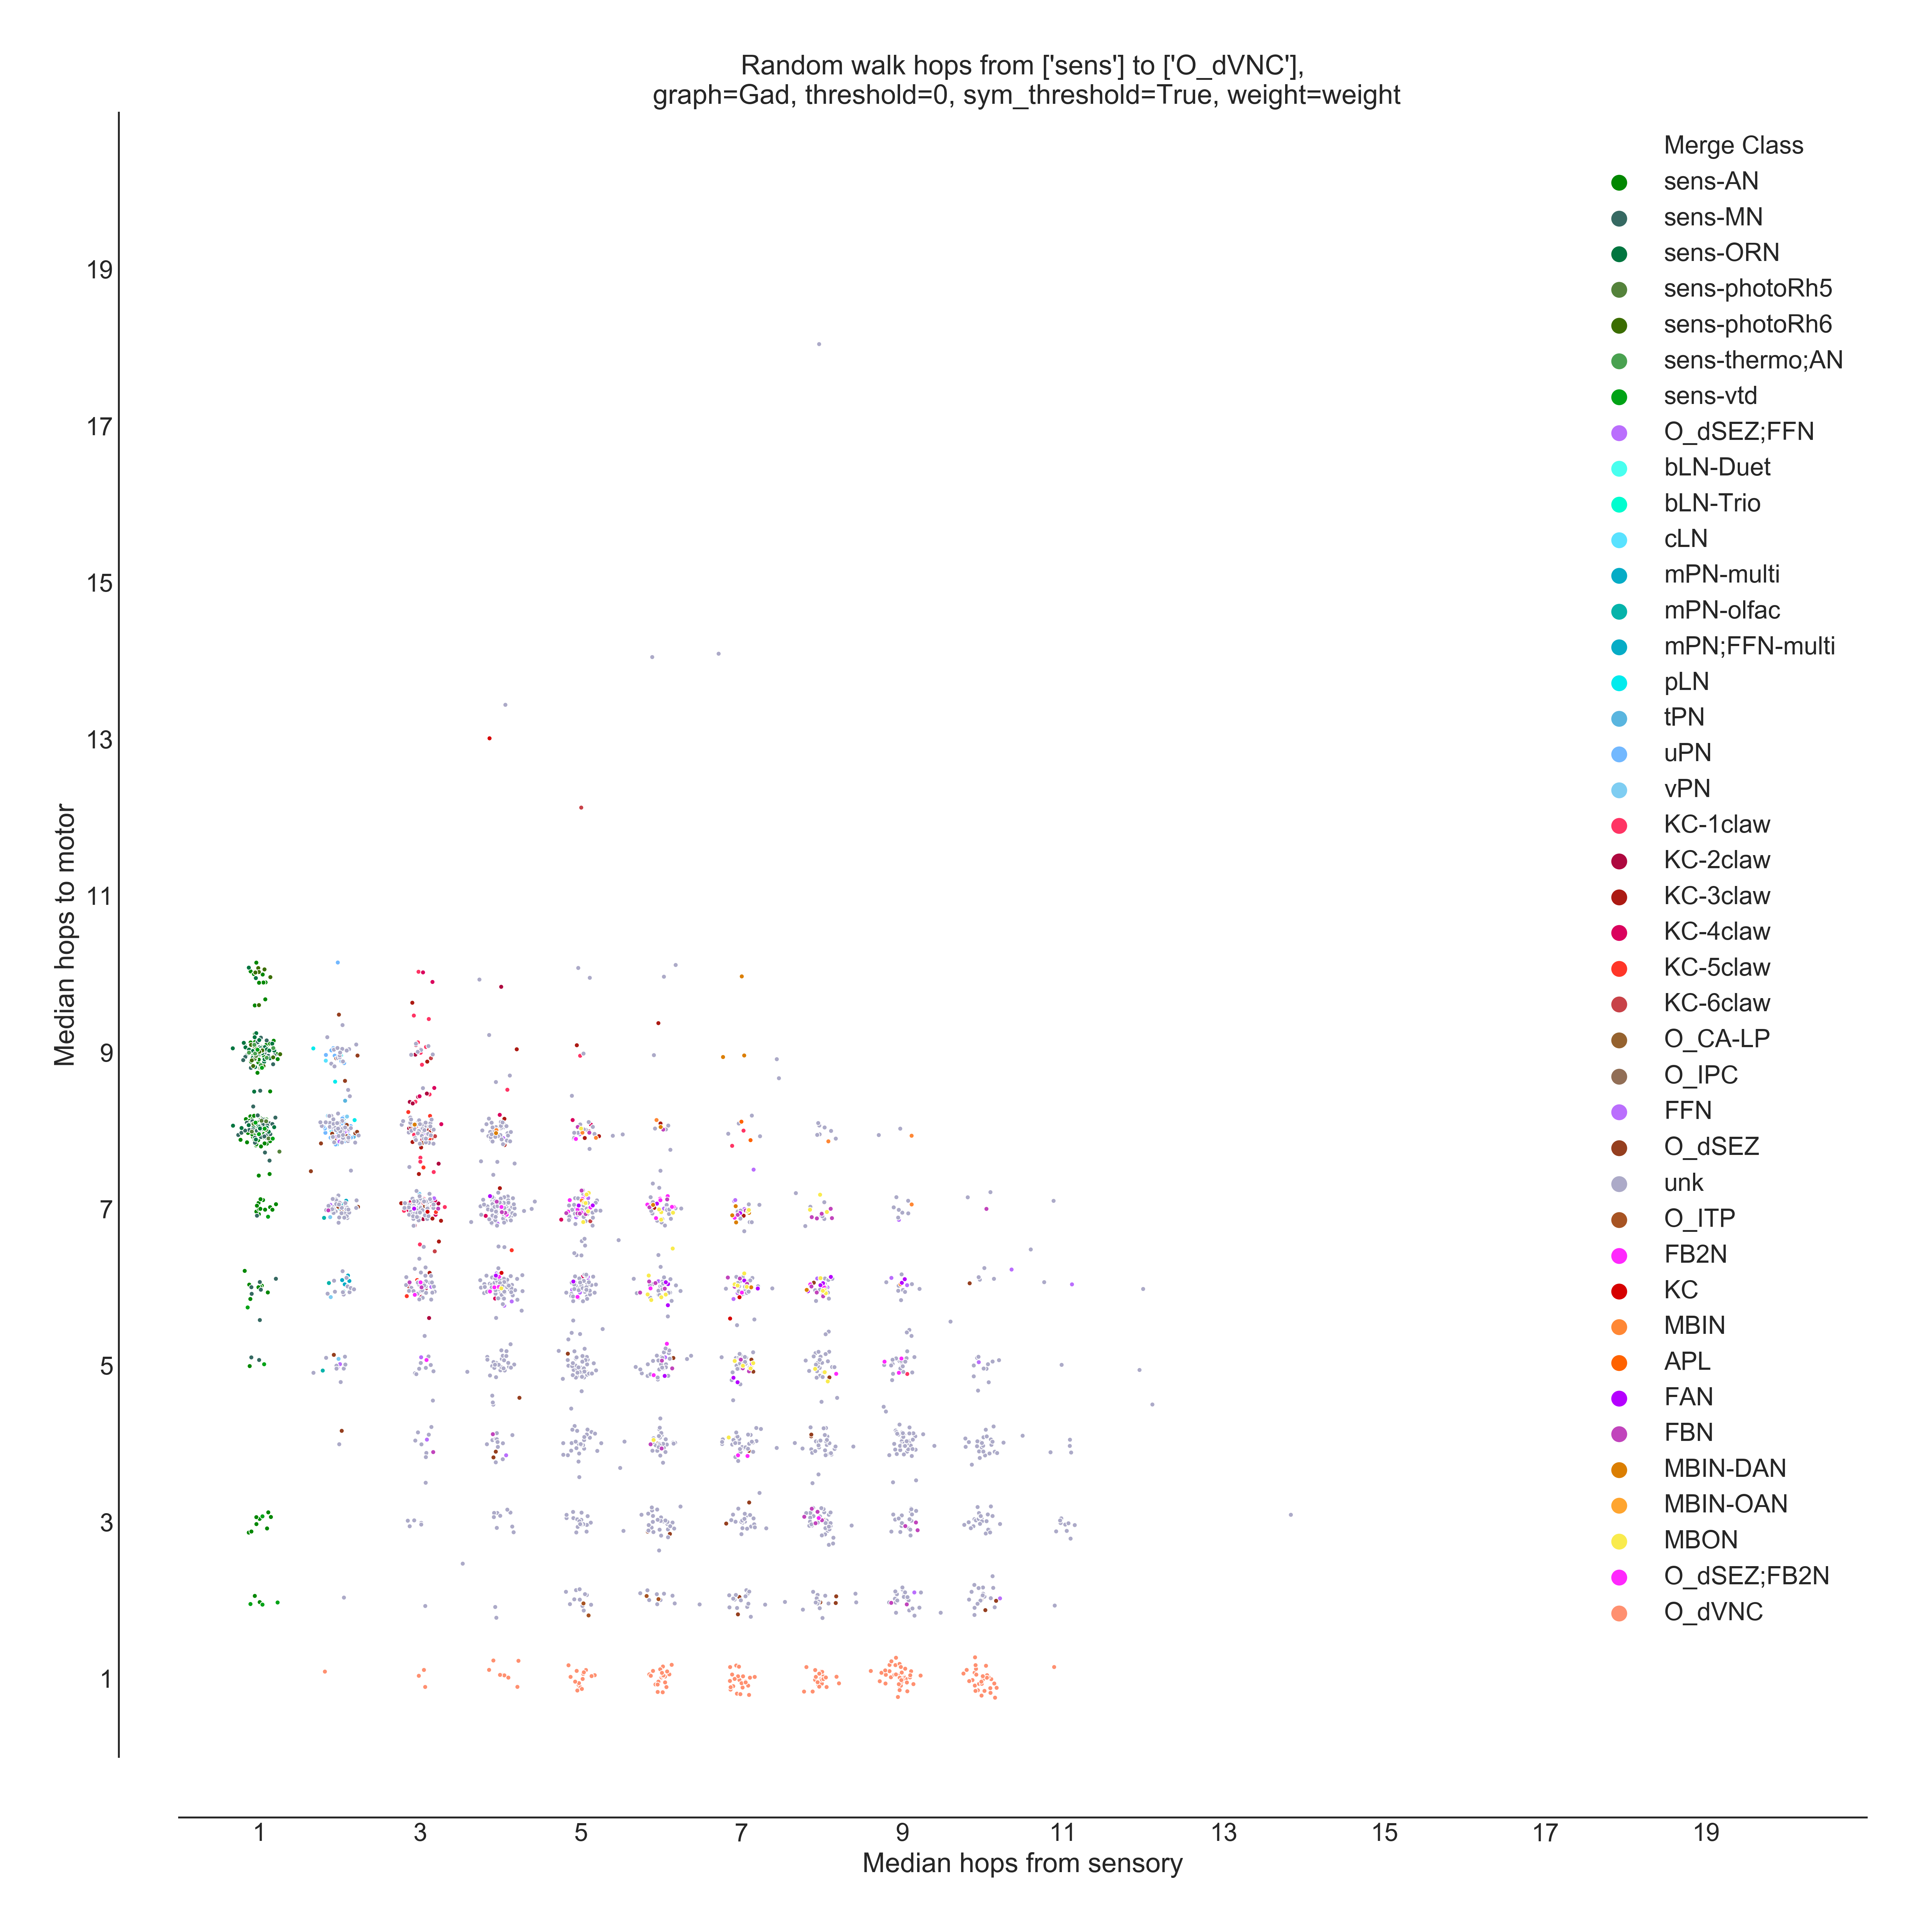 Random walk hops from ['sens'] to ['O_dVNC'],
graph=Gad, threshold=0, sym_threshold=True, weight=weight
Merge Class
sens-AN
sens-MN
sens-ORN
sens-photoRh5
sens-photoRh6
sens-thermo;AN
sens-vtd
O_dSEZ;FFN
bLN-Duet
bLN-Trio
cLN
mPN-multi
mPN-olfac
mPN;FFN-multi
pLN
tPN
uPN
vPN
KC-1claw
KC-2claw
KC-3claw
KC-4claw
KC-5claw
KC-6claw
O_CA-LP
O_IPC
FFN
O_dSEZ
unk
O_ITP
FB2N
KC
MBIN
APL
FAN
FBN
MBIN-DAN
MBIN-OAN
MBON
O_dSEZ;FB2N
O_dVNC
Median hops to motor
19
17
15
13
11
9
7
5
3
1
1 3 5 7 9 11 13 15 17 19
Median hops from sensory